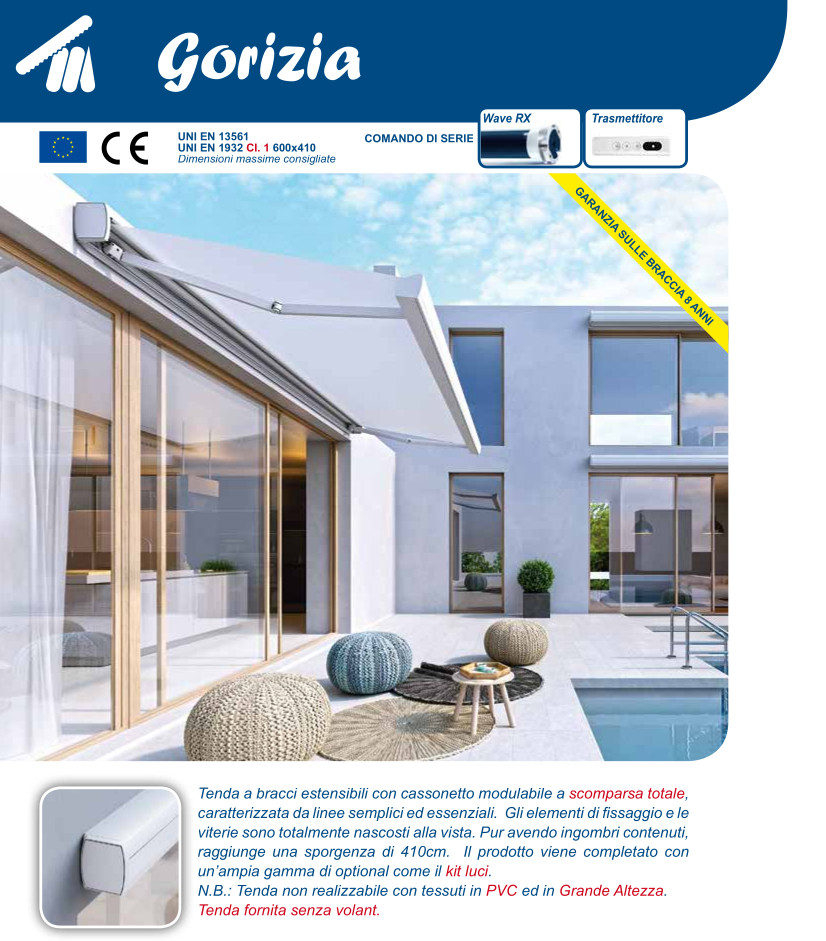 Gorizia
UNI EN 13561
UNI EN 1932 Cl. 1 600x410
Dimensioni massime consigliate
COMANDO DI SERIE
Wave RX
Trasmettitore
CE
GARANZIA SULLE BRACCIA 8 ANNI
Tenda a bracci estensibili con cassonetto modulabile a scomparsa totale,
caratterizzata da linee semplici ed essenziali. Gli elementi di fissaggio e le
viterie sono totalmente nascosti alla vista. Pur avendo ingombri contenuti,
raggiunge una sporgenza di 410cm. Il prodotto viene completato con
un'ampia gamma di optional come il kit luci.
N.B.: Tenda non realizzabile con tessuti in PVC ed in Grande Altezza.
Tenda fornita senza volant.